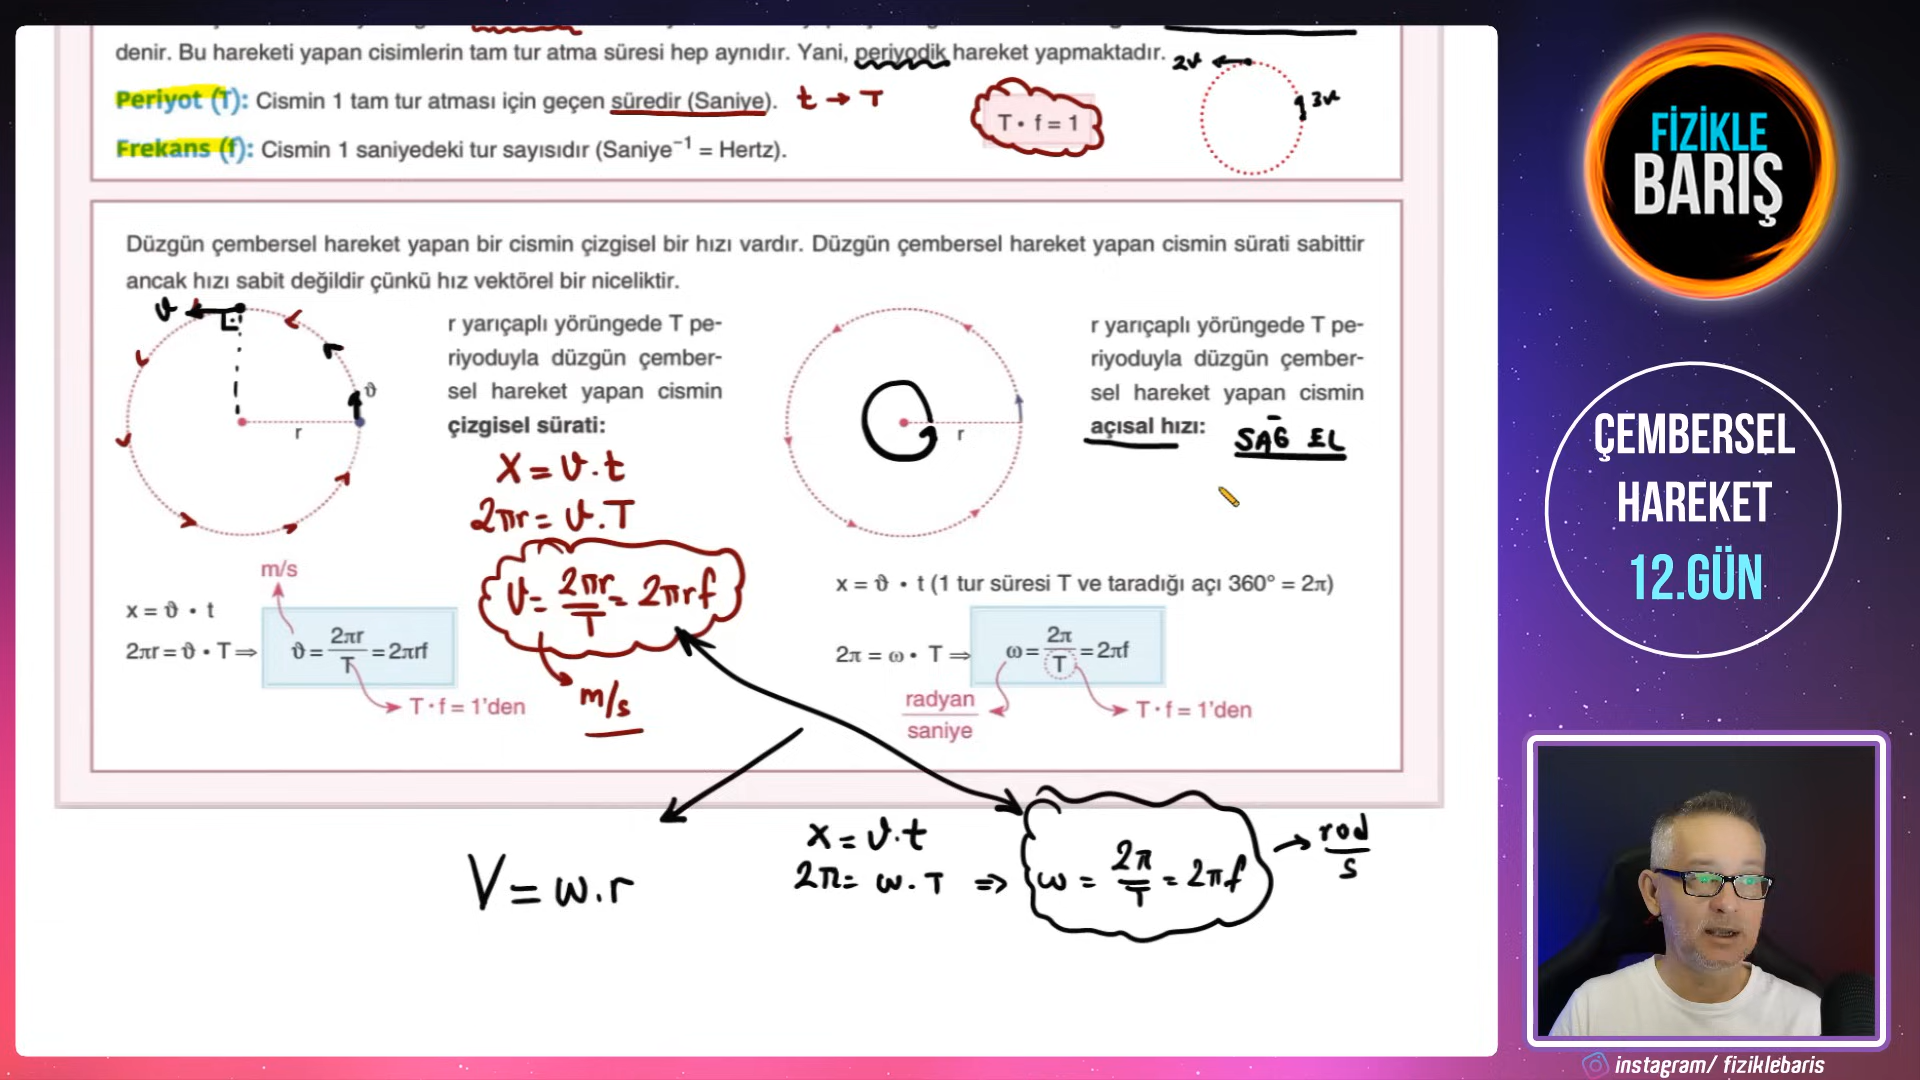 denir. Bu hareketi yapan cisimlerin tam tur atma süresi hep aynıdır. Yani, periyodik hareket yapmaktadır.
2ϑ
3ϑ
Periyot (T): Cismin 1 tam tur atması için geçen süredir (Saniye). t → T
T • f = 1
Frekans (f): Cismin 1 saniyedeki tur sayısıdır (Saniye⁻¹ = Hertz).
Düzgün çembersel hareket yapan bir cismin çizgisel bir hızı vardır. Düzgün çembersel hareket yapan cismin sürati sabittir
ancak hızı sabit değildir çünkü hız vektörel bir niceliktir.
ϑ
ϑ
r
r yarıçaplı yörüngede T pe-
riyoduyla düzgün çember-
sel hareket yapan cismin
çizgisel sürati:
X = ϑ.t
2πr = ϑ.T
ϑ = 2πr/T = 2πrf
m/s
m/s
x = ϑ • t
2πr = ϑ • T ⇒ ϑ = 2πr/T = 2πrf
T • f = 1'den
r
r yarıçaplı yörüngede T pe-
riyoduyla düzgün çember-
sel hareket yapan cismin
açısal hızı: SAĞ EL
x = ϑ • t (1 tur süresi T ve taradığı açı 360° = 2π)
2π = ω • T ⇒ ω = 2π/T = 2πf
radyan/saniye
T • f = 1'den
V = ω.r
x = ϑ.t
2π = ω.T ⇒ ω = 2π/T = 2πf → rad/s
FİZİKLE
BARIŞ
ÇEMBERSEL
HAREKET
12.GÜN
instagram/ fiziklebaris